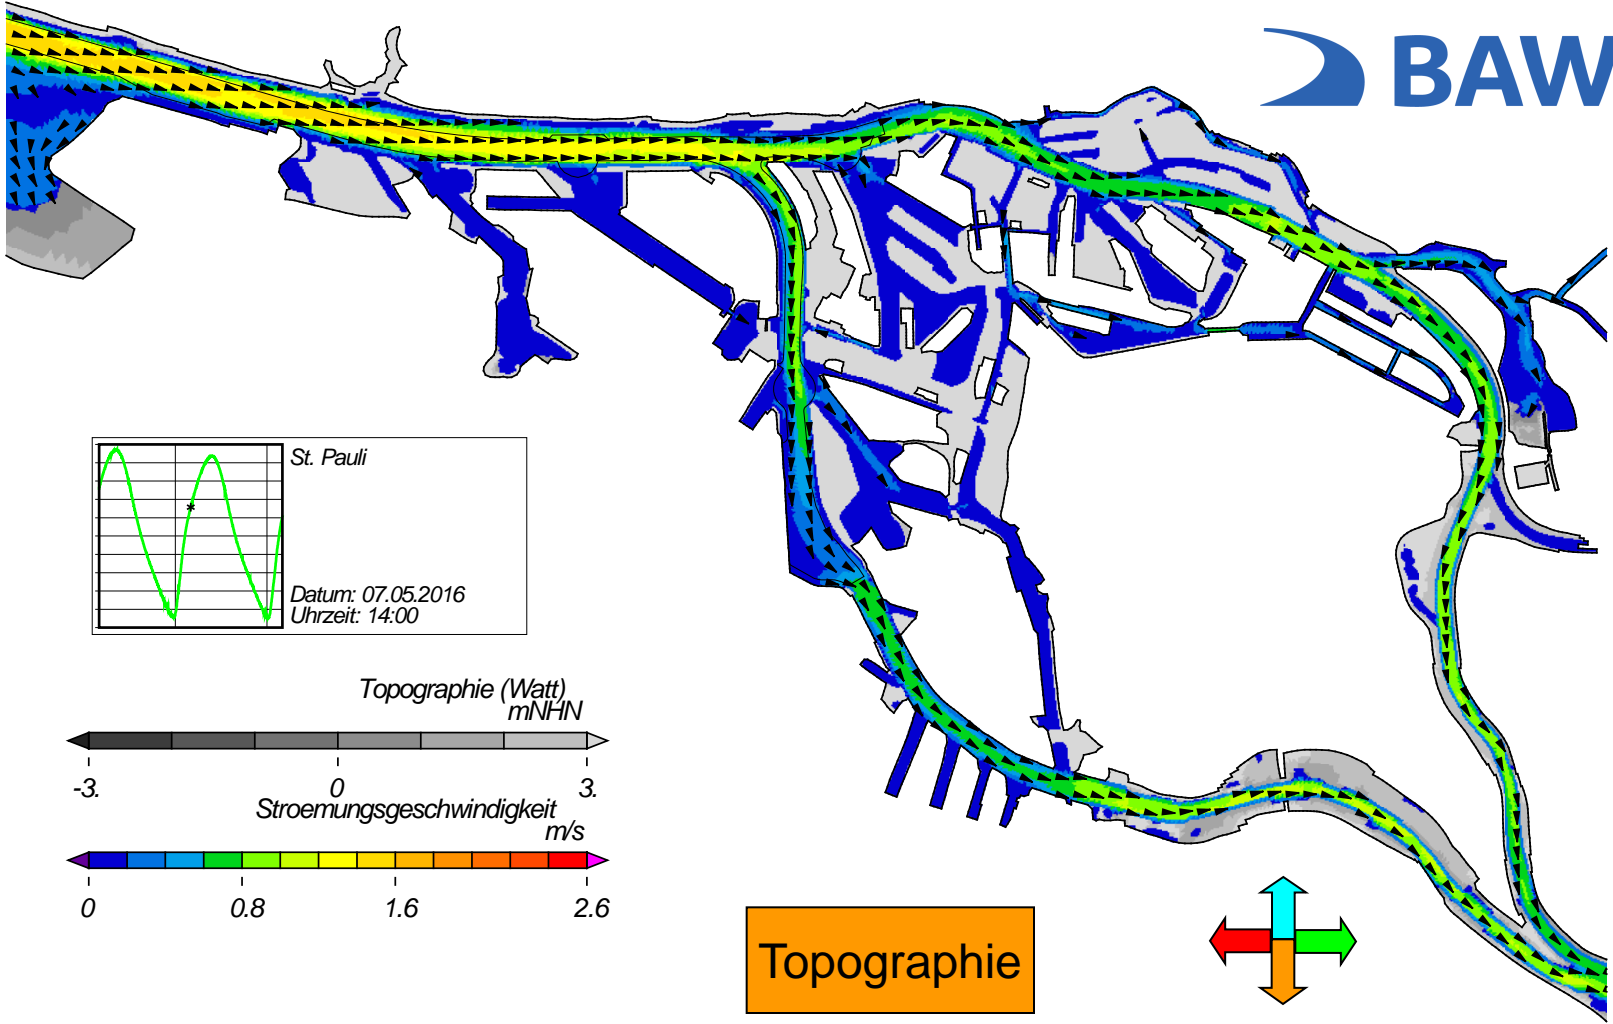 BAW
St. Pauli
Datum: 07.05.2016
Uhrzeit: 14:00
Topographie (Watt)
mNHN
-3. 0 3.
Stroemungsgeschwindigkeit
m/s
0 0.8 1.6 2.6
Topographie